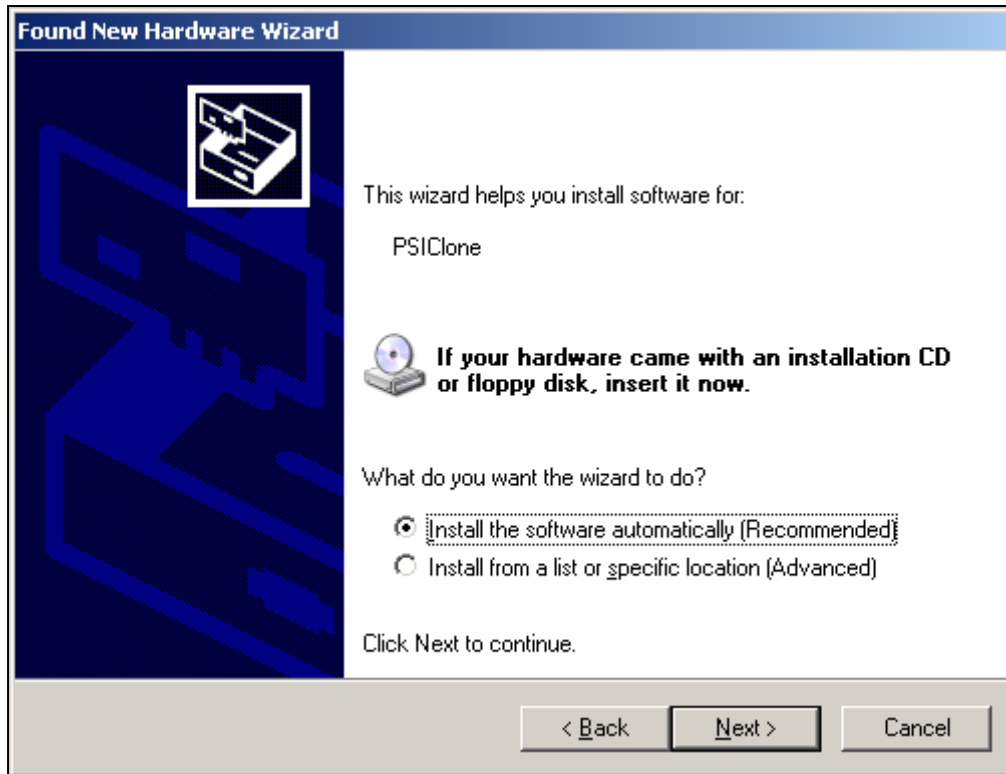 Found New Hardware Wizard
This wizard helps you install software for:
PSIClone
If your hardware came with an installation CD
or floppy disk, insert it now.
What do you want the wizard to do?
Install the software automatically (Recommended)
Install from a list or specific location (Advanced)
Click Next to continue.
< Back
Next >
Cancel